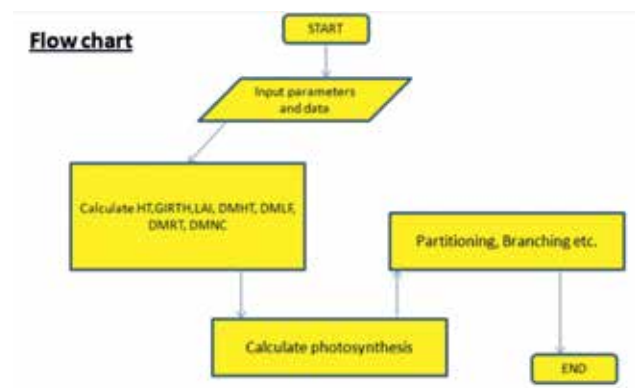 Flow chart
START
Input parameters
and data
Calculate HT,GIRTH,LAI, DMHT, DMLF,
DMRT, DMNC
Calculate photosynthesis
Partitioning, Branching etc.
END